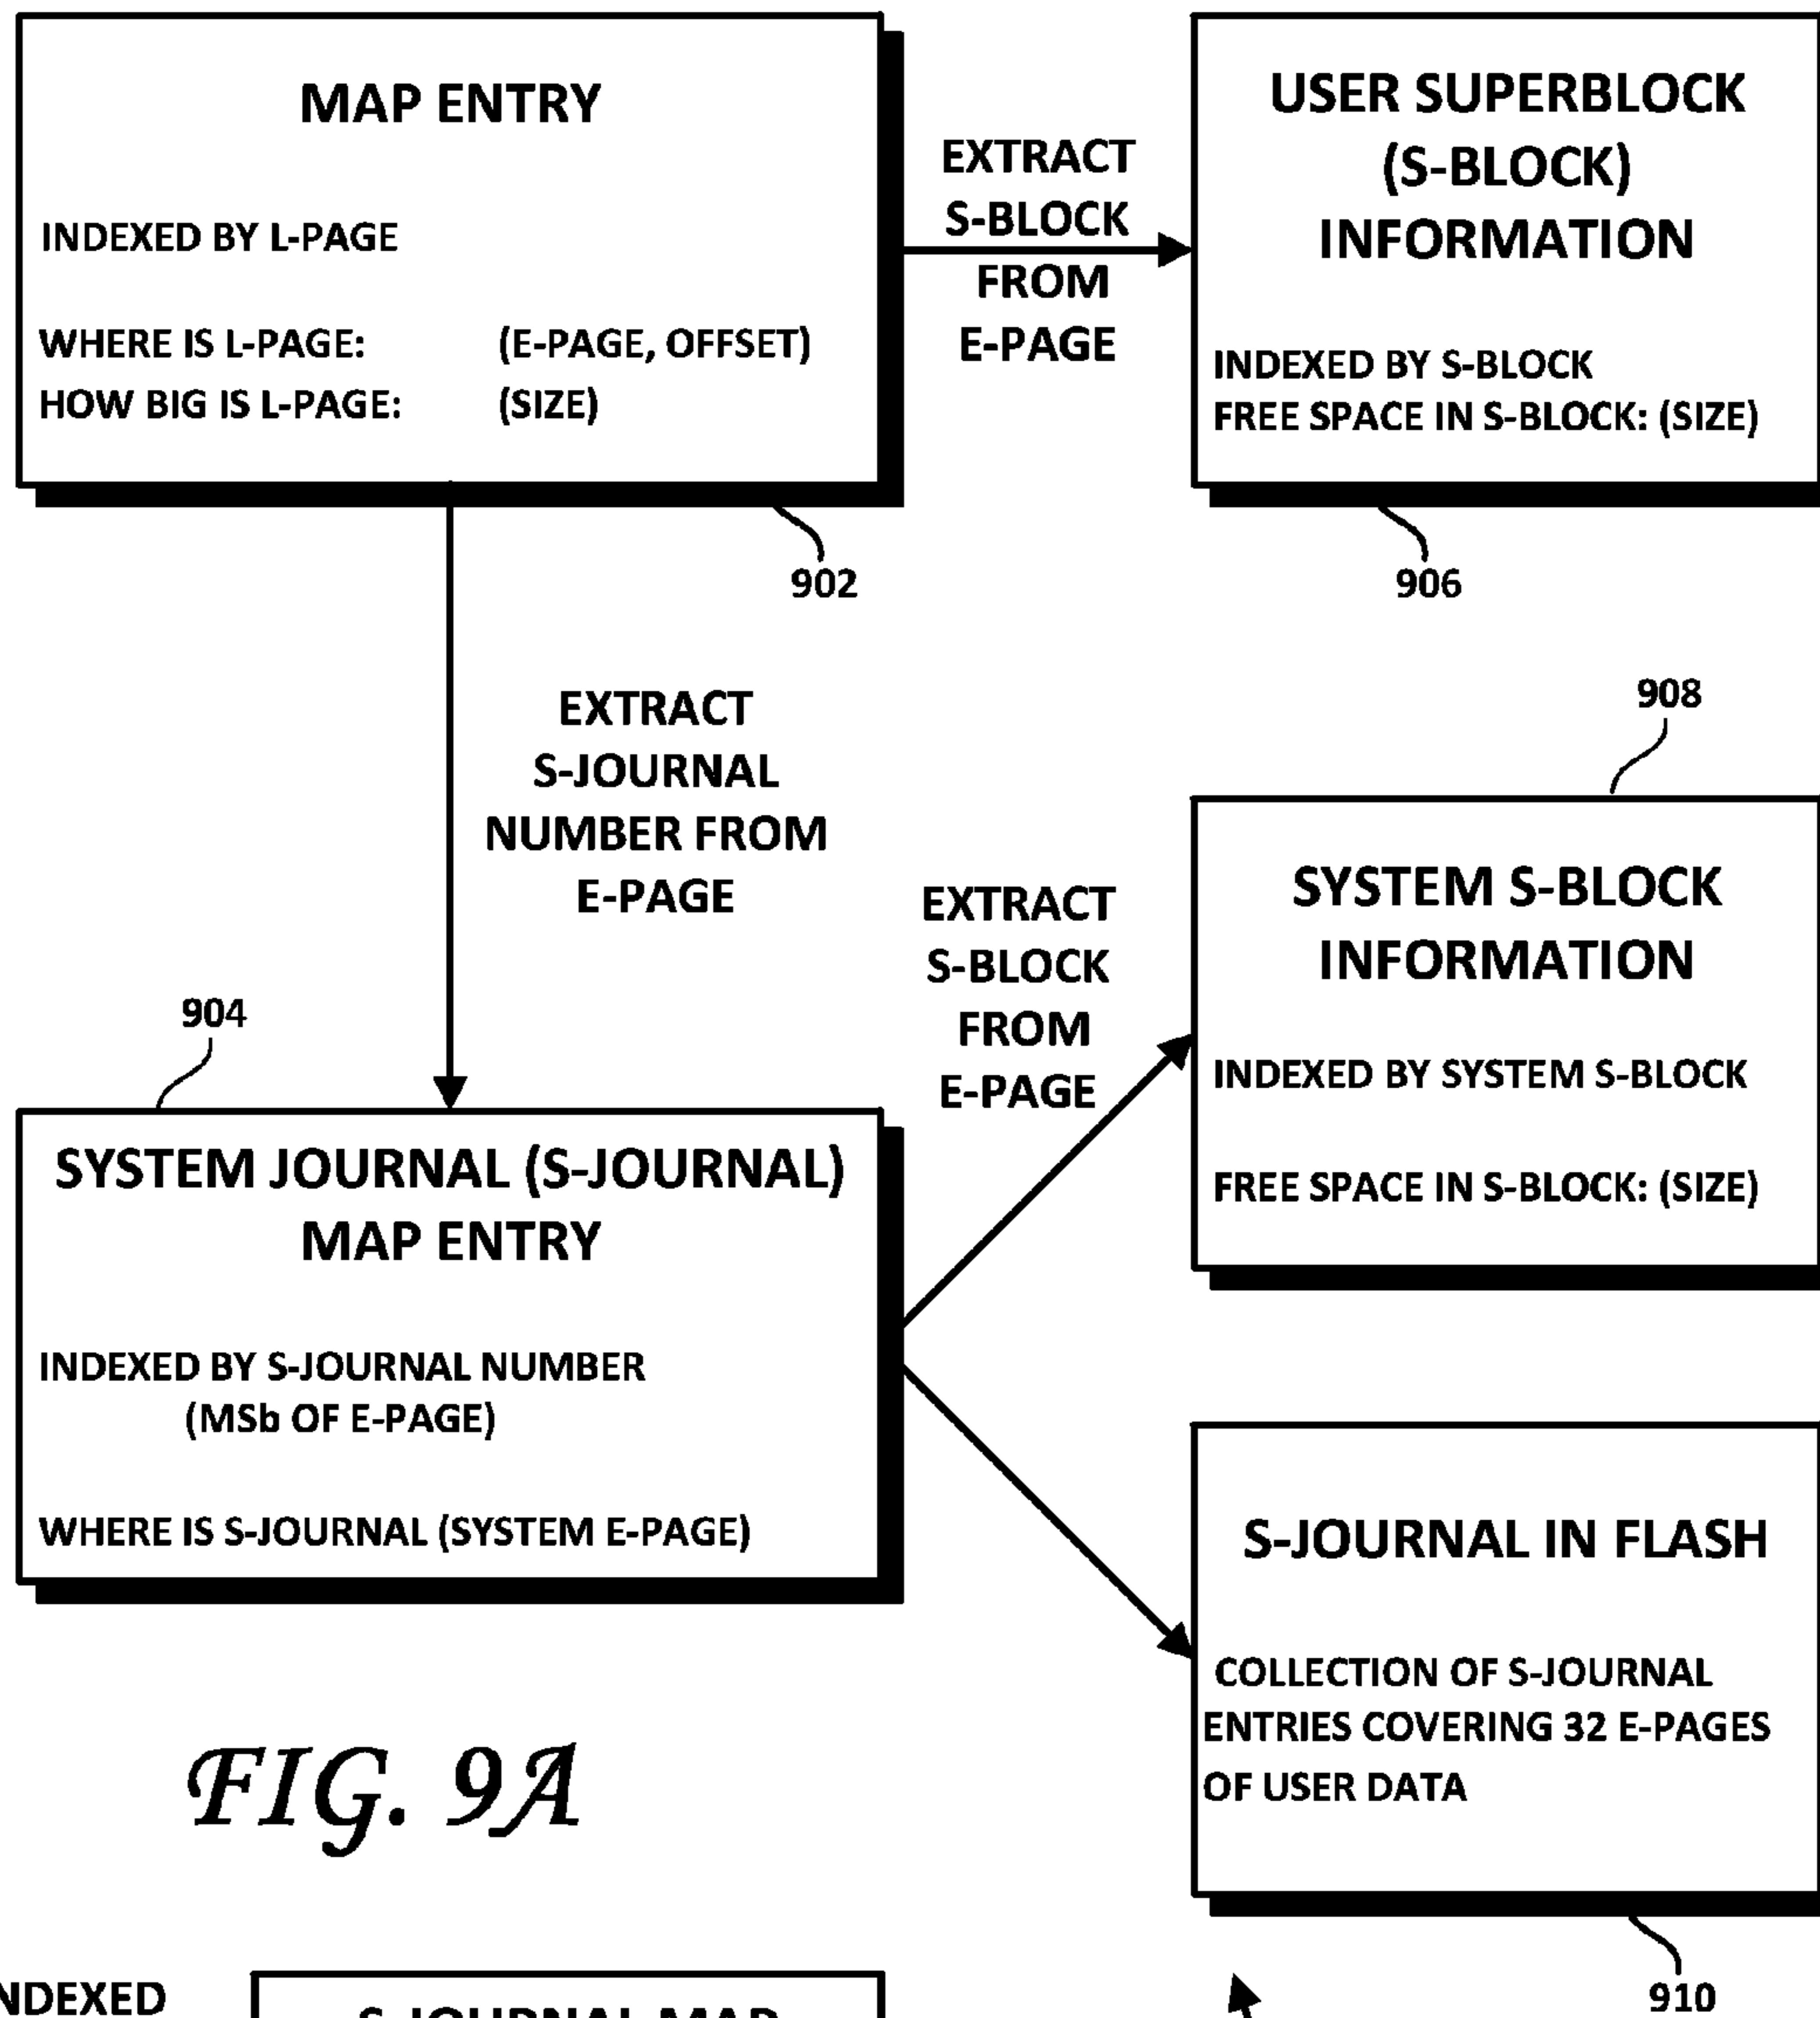 MAP ENTRY
INDEXED BY L-PAGE
WHERE IS L-PAGE: (E-PAGE, OFFSET)
HOW BIG IS L-PAGE: (SIZE)
902
EXTRACT
S-BLOCK
FROM
E-PAGE
USER SUPERBLOCK
(S-BLOCK)
INFORMATION
INDEXED BY S-BLOCK
FREE SPACE IN S-BLOCK: (SIZE)
906
EXTRACT
S-JOURNAL
NUMBER FROM
E-PAGE
904
SYSTEM JOURNAL (S-JOURNAL)
MAP ENTRY
INDEXED BY S-JOURNAL NUMBER
(MSb OF E-PAGE)
WHERE IS S-JOURNAL (SYSTEM E-PAGE)
EXTRACT
S-BLOCK
FROM
E-PAGE
908
SYSTEM S-BLOCK
INFORMATION
INDEXED BY SYSTEM S-BLOCK
FREE SPACE IN S-BLOCK: (SIZE)
S-JOURNAL IN FLASH
COLLECTION OF S-JOURNAL
ENTRIES COVERING 32 E-PAGES
OF USER DATA
910
FIG. 9A
NDEXED
S-JOURNAL MAP